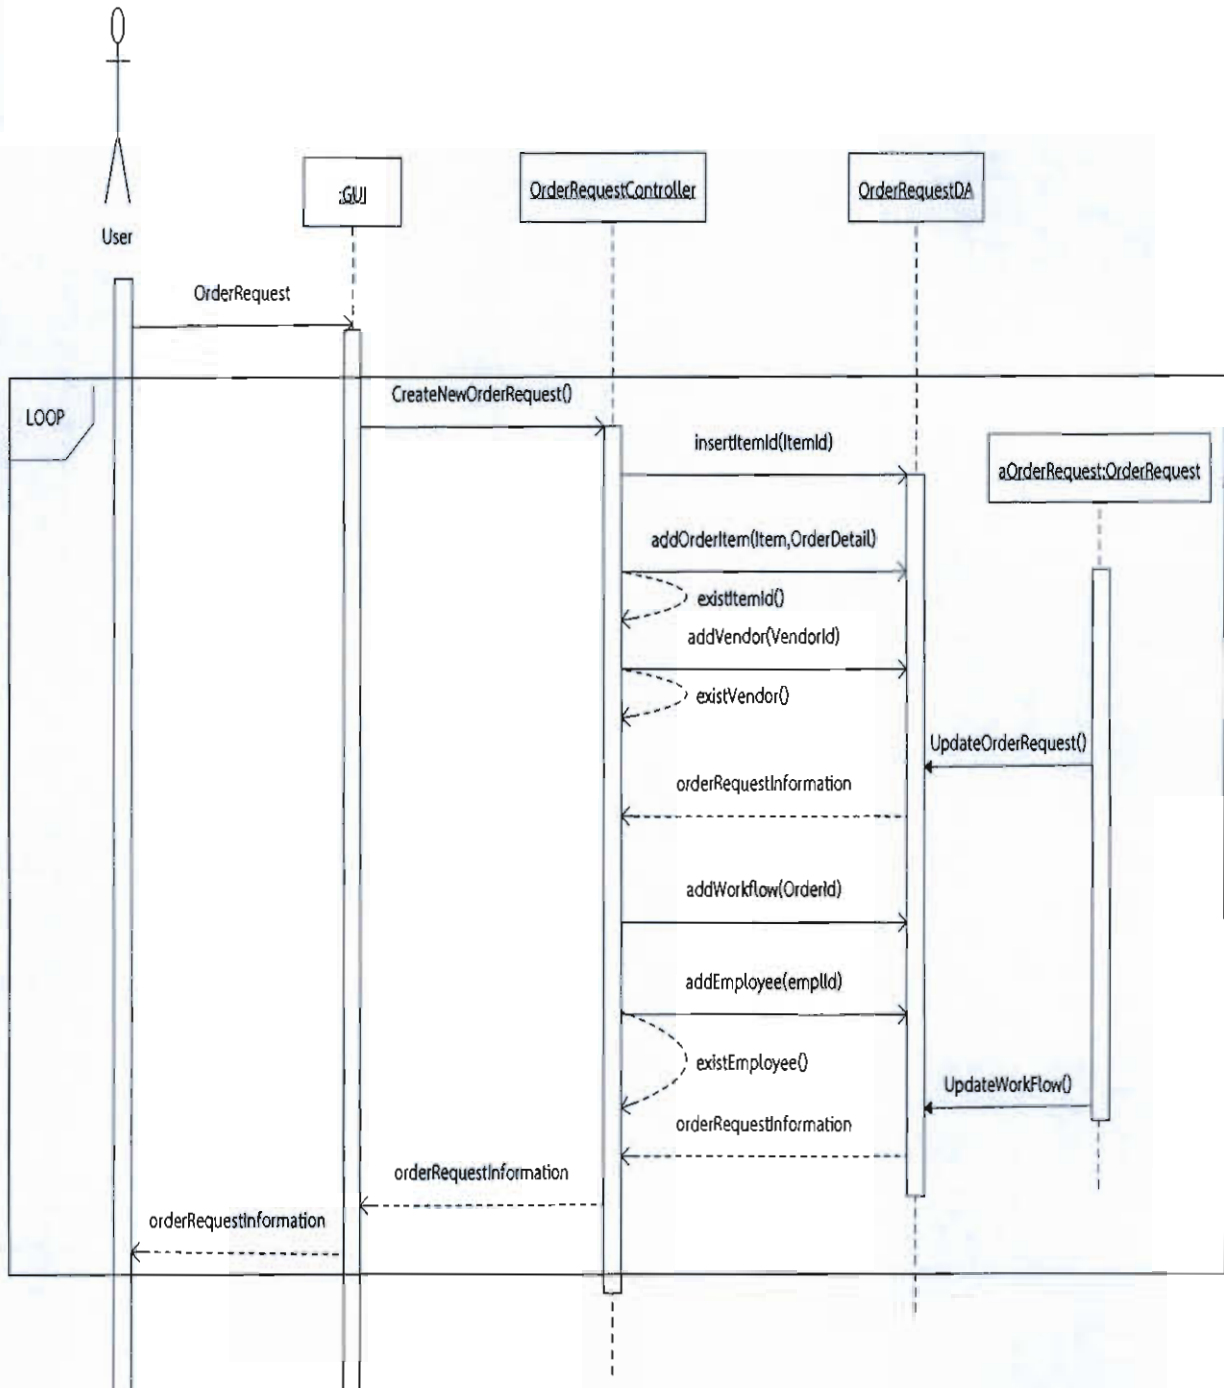 :GUI
OrderRequestController
OrderRequestDA
User
OrderRequest
CreateNewOrderRequest()
LOOP
insertItemId(ItemId)
aOrderRequest:OrderRequest
addOrderItem(Item,OrderDetail)
existItemId()
addVendor(VendorId)
existVendor()
UpdateOrderRequest()
orderRequestInformation
addWorkflow(OrderId)
addEmployee(emplId)
existEmployee()
UpdateWorkFlow()
orderRequestInformation
orderRequestInformation
orderRequestInformation